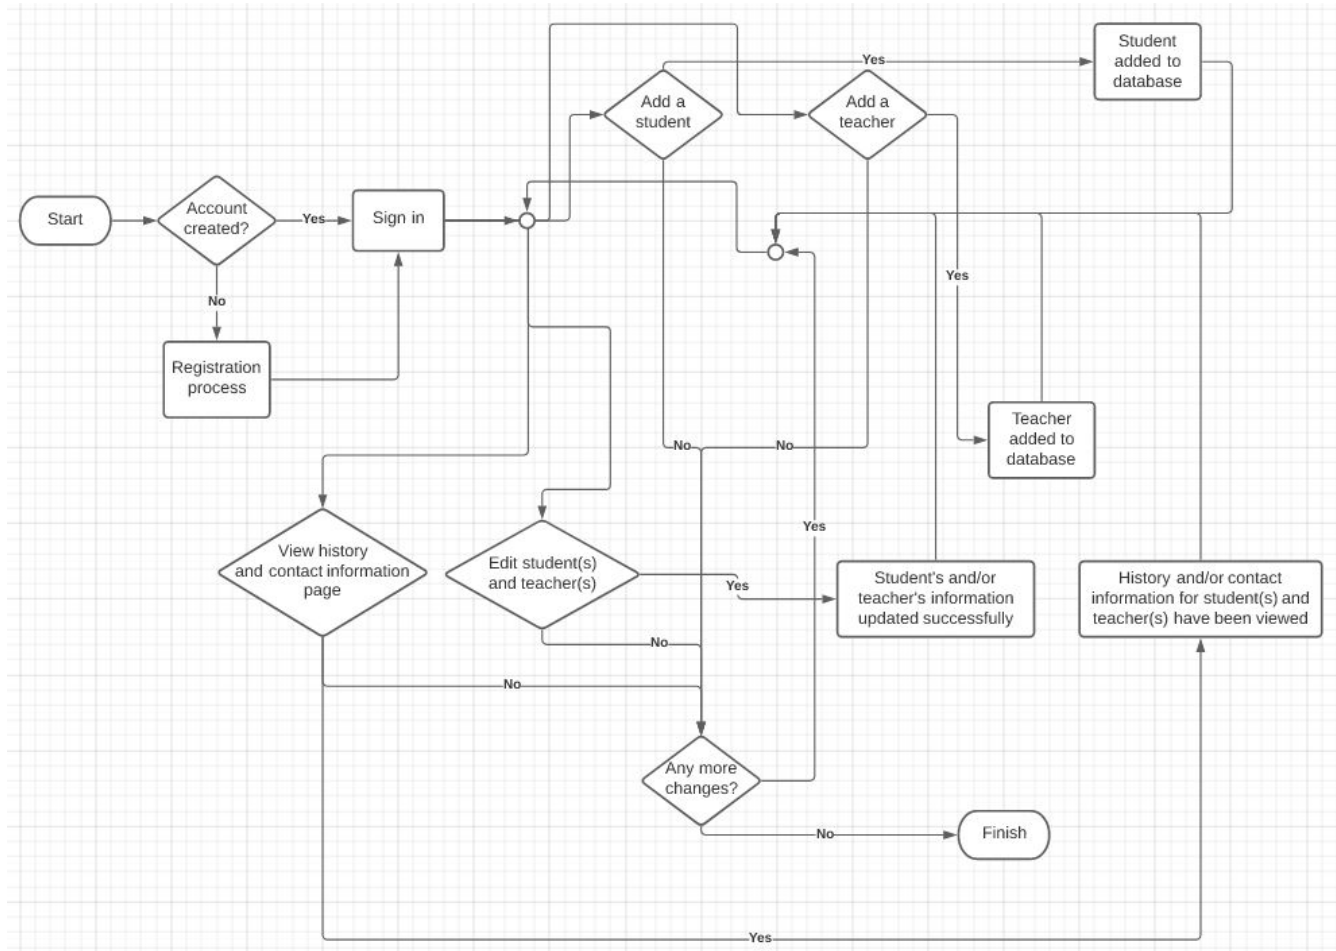 Student
added to
database
Yes
Add a
student
Add a
teacher
Start
Account
created?
Yes
Sign in
No
Registration
process
Yes
Teacher
added to
database
No
No
Yes
View history
and contact information
page
Edit student(s)
and teacher(s)
Yes
Student's and/or
teacher's information
updated successfully
History and/or contact
information for student(s) and
teacher(s) have been viewed
No
No
Any more
changes?
No
Finish
Yes